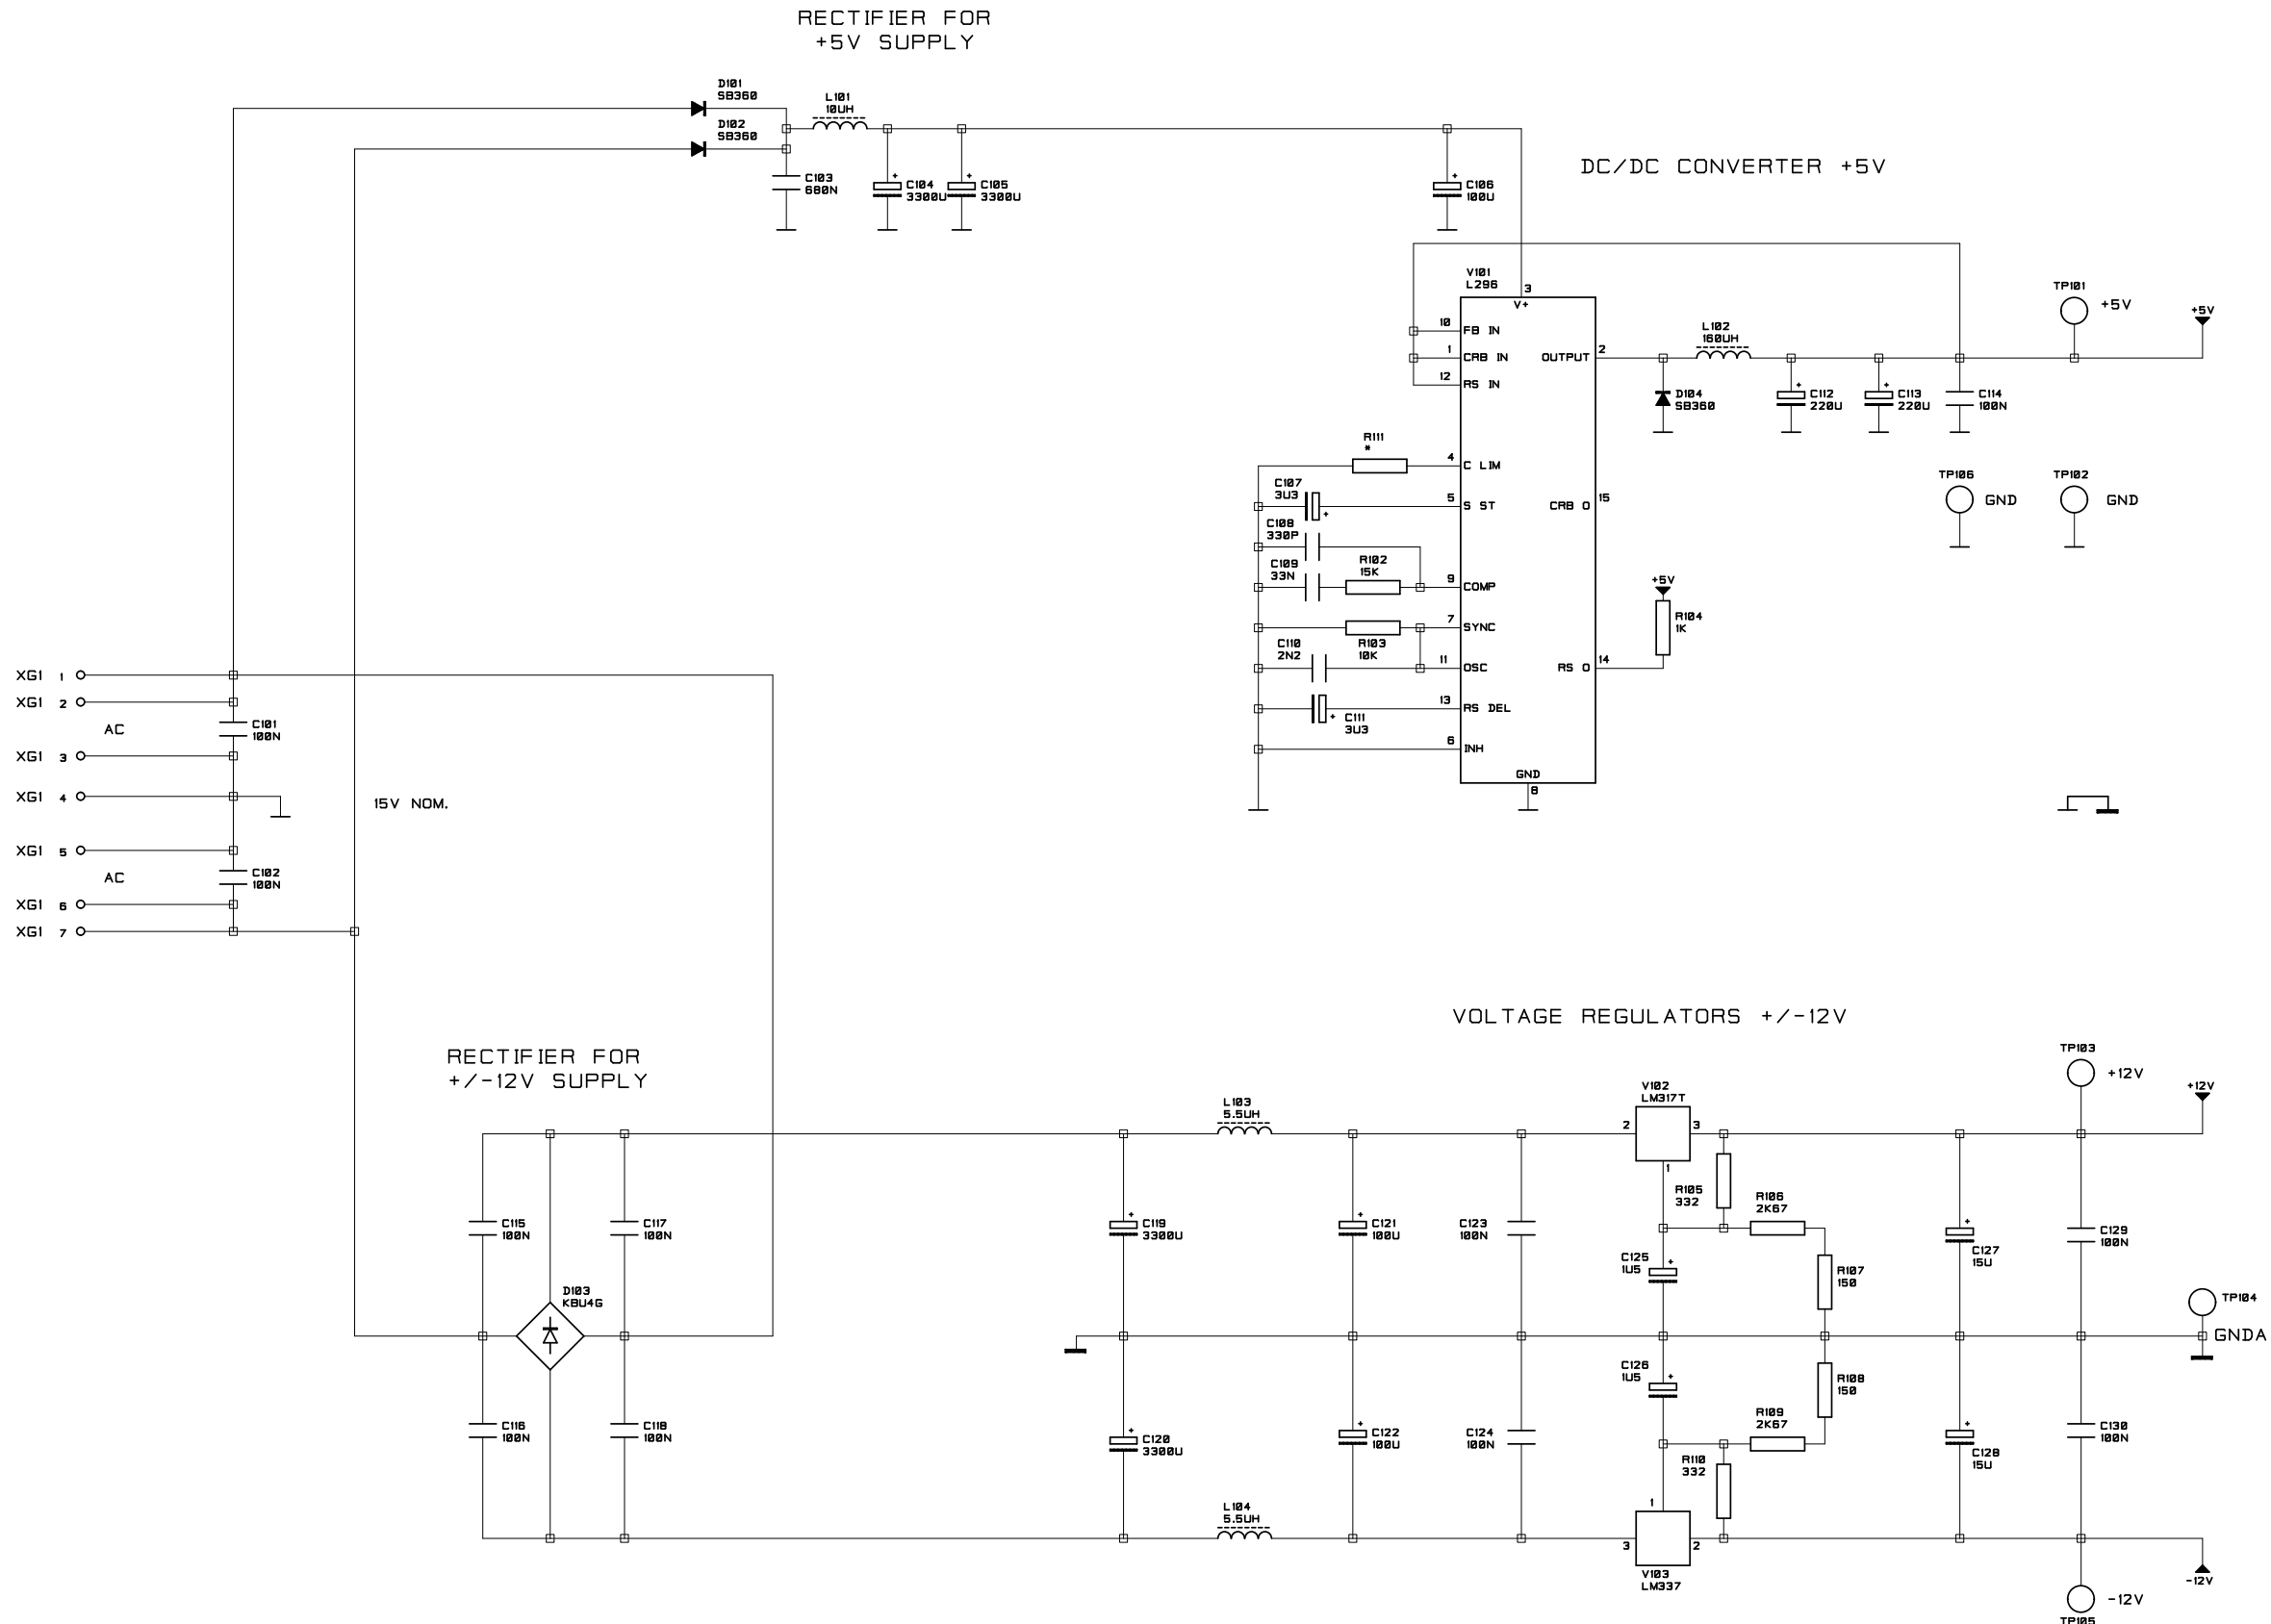 RECTIFIER FOR
+5V SUPPLY
D101
SB360
D102
SB360
L101
10UH
C103
680N
+
C104
3300U
+
C105
3300U
+
C106
100U
DC/DC CONVERTER +5V
V101
L296
3
V+
10 FB IN
1 CRB IN
12 RS IN
OUTPUT 2
L102
160UH
D104
SB360
+
C112
220U
+
C113
220U
C114
100N
TP101
+5V
+5V
R111
*
4 C LIM
C107
3U3
+
5 S ST
CRB O 15
C108
330P
C109
33N
R102
15K
9 COMP
7 SYNC
R103
10K
C110
2N2
11 OSC
RS O 14
+5V
R104
1K
13 RS DEL
+ C111
3U3
6 INH
GND
8
TP106
GND
TP102
GND
XG1 1
XG1 2
AC
C101
100N
XG1 3
XG1 4
15V NOM.
XG1 5
AC
C102
100N
XG1 6
XG1 7
VOLTAGE REGULATORS +/-12V
RECTIFIER FOR
+/-12V SUPPLY
L103
5.5UH
V102
LM317T
2
3
1
TP103
+12V
+12V
C115
100N
C117
100N
+
C119
3300U
+
C121
100U
C123
100N
R105
332
R106
2K67
C125
1U5
+
R107
150
+
C127
15U
C129
100N
D103
KBU4G
TP104
GNDA
C116
100N
C118
100N
+
C120
3300U
+
C122
100U
C124
100N
C126
1U5
+
R108
150
R109
2K67
R110
332
+
C128
15U
C130
100N
L104
5.5UH
1
3
2
V103
LM337
-12V
-12V
TP105